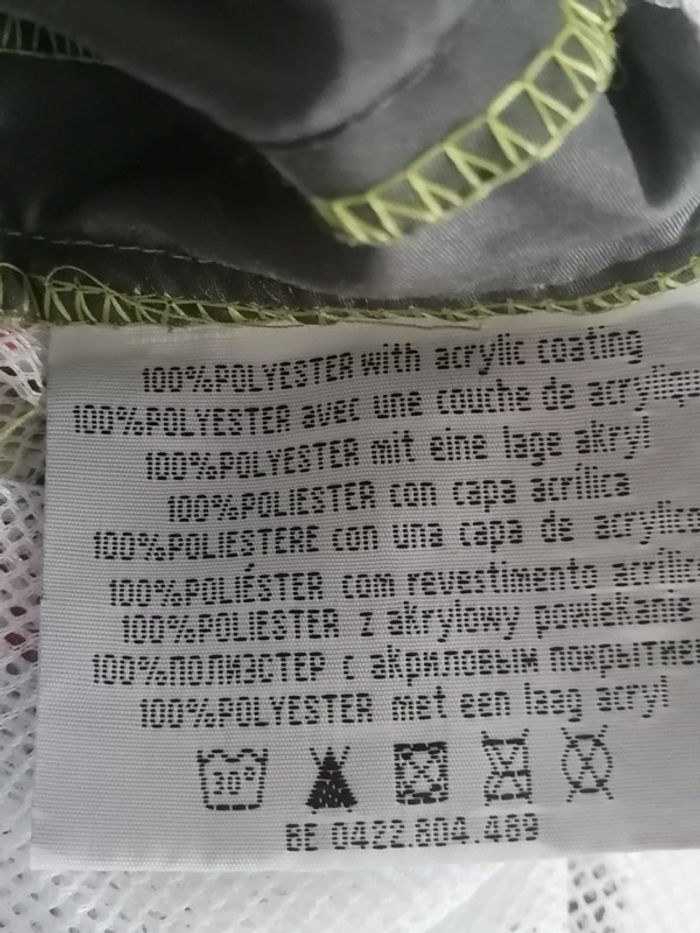 100%POLYESTER with acrylic coating
100%POLYESTER avec une couche de
100%POLYESTER mit eine lage akryl
100%POLIESTER con capa acrílica
100%POLIESTERE con una capa de
100%POLIÉSTER com revestimento
100%POLIESTER z akrylowy powlekanie
100%ПОЛИЭСТЕР с акриловым
100%POLYESTER met een laag acryl
30°
BE 0422.804.489